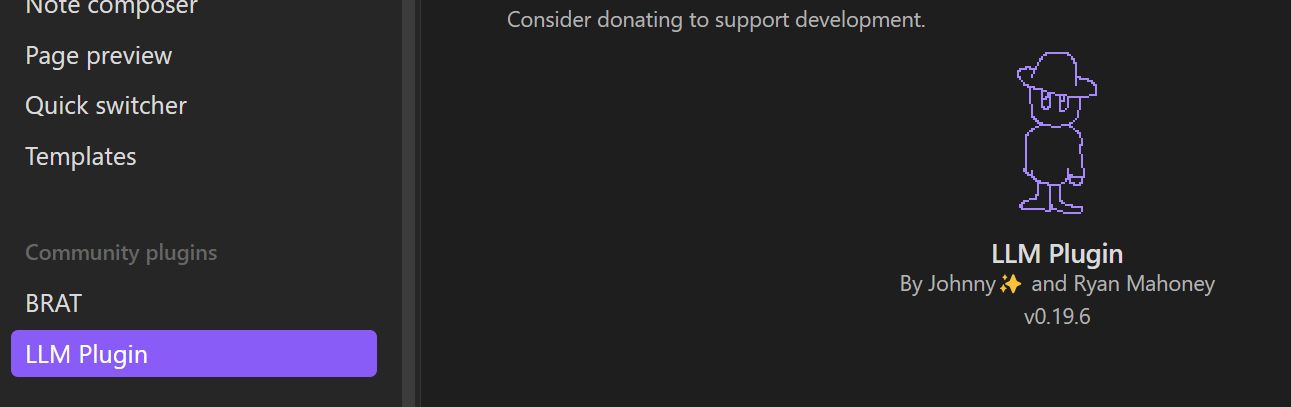 Note composer
Page preview
Quick switcher
Templates
Community plugins
BRAT
LLM Plugin
Consider donating to support development.
LLM Plugin
By Johnny✨ and Ryan Mahoney
v0.19.6